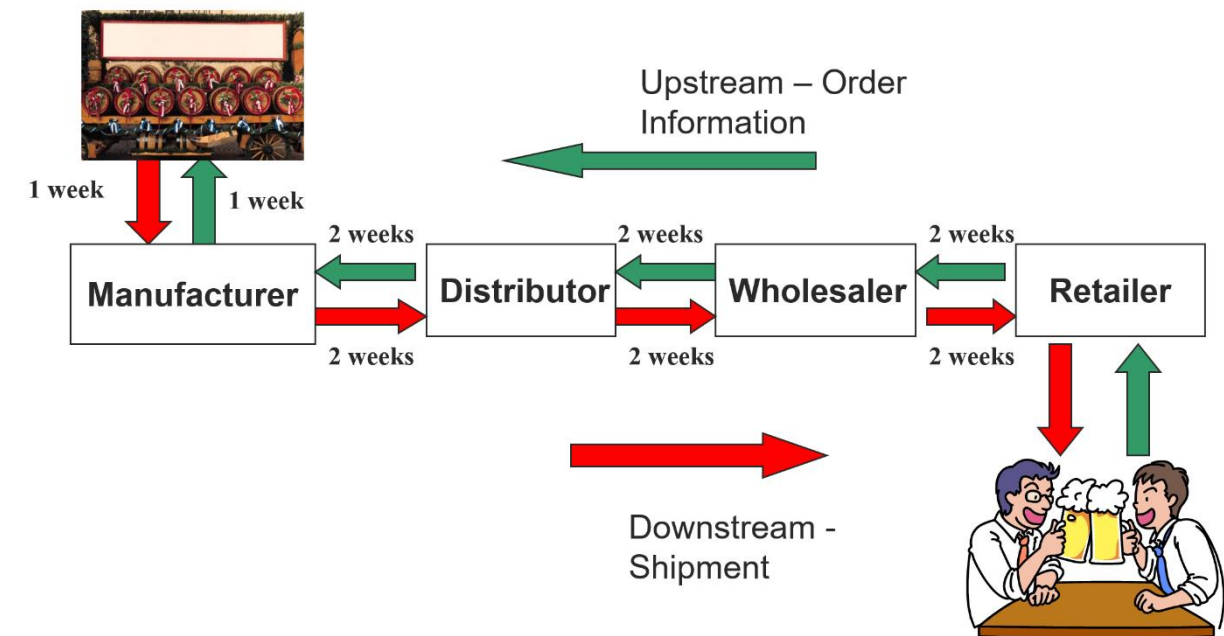 Upstream – Order
Information
1 week
1 week
2 weeks
2 weeks
2 weeks
Manufacturer
Distributor
Wholesaler
Retailer
2 weeks
2 weeks
2 weeks
Downstream -
Shipment